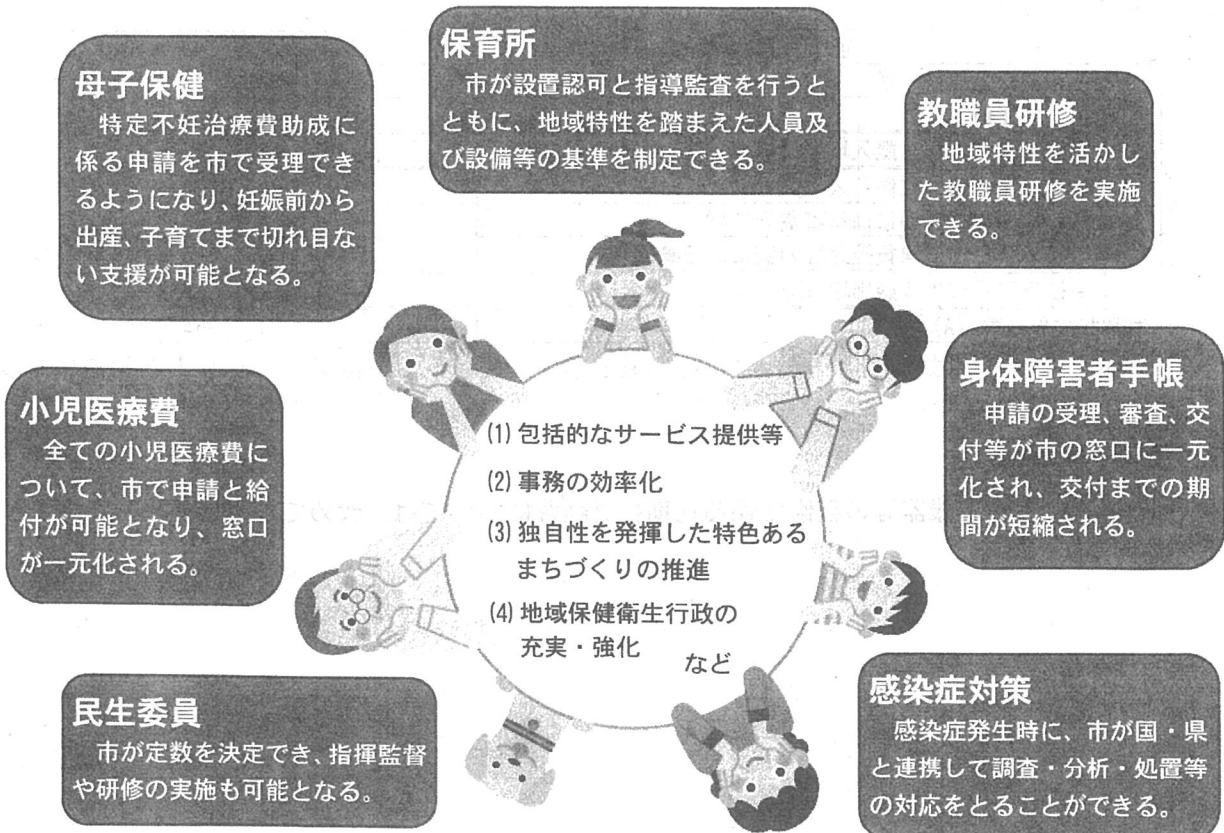 母子保健
特定不妊治療費助成に
係る申請を市で受理でき
るようになり、妊娠前から
出産、子育てまで切れ目な
い支援が可能となる。
保育所
市が設置認可と指導監査を行うと
ともに、地域特性を踏まえた人員及
び設備等の基準を制定できる。
教職員研修
地域特性を活かし
た教職員研修を実施
できる。
小児医療費
全ての小児医療費に
ついて、市で申請と給
付が可能となり、窓口
が一元化される。
(1) 包括的なサービス提供等
(2) 事務の効率化
(3) 独自性を発揮した特色ある
まちづくりの推進
(4) 地域保健衛生行政の
充実・強化
など
身体障害者手帳
申請の受理、審査、交
付等が市の窓口に一元
化され、交付までの期
間が短縮される。
民生委員
市が定数を決定でき、指揮監督
や研修の実施も可能となる。
感染症対策
感染症発生時に、市が国・県
と連携して調査・分析・処置等
の対応をとることができる。